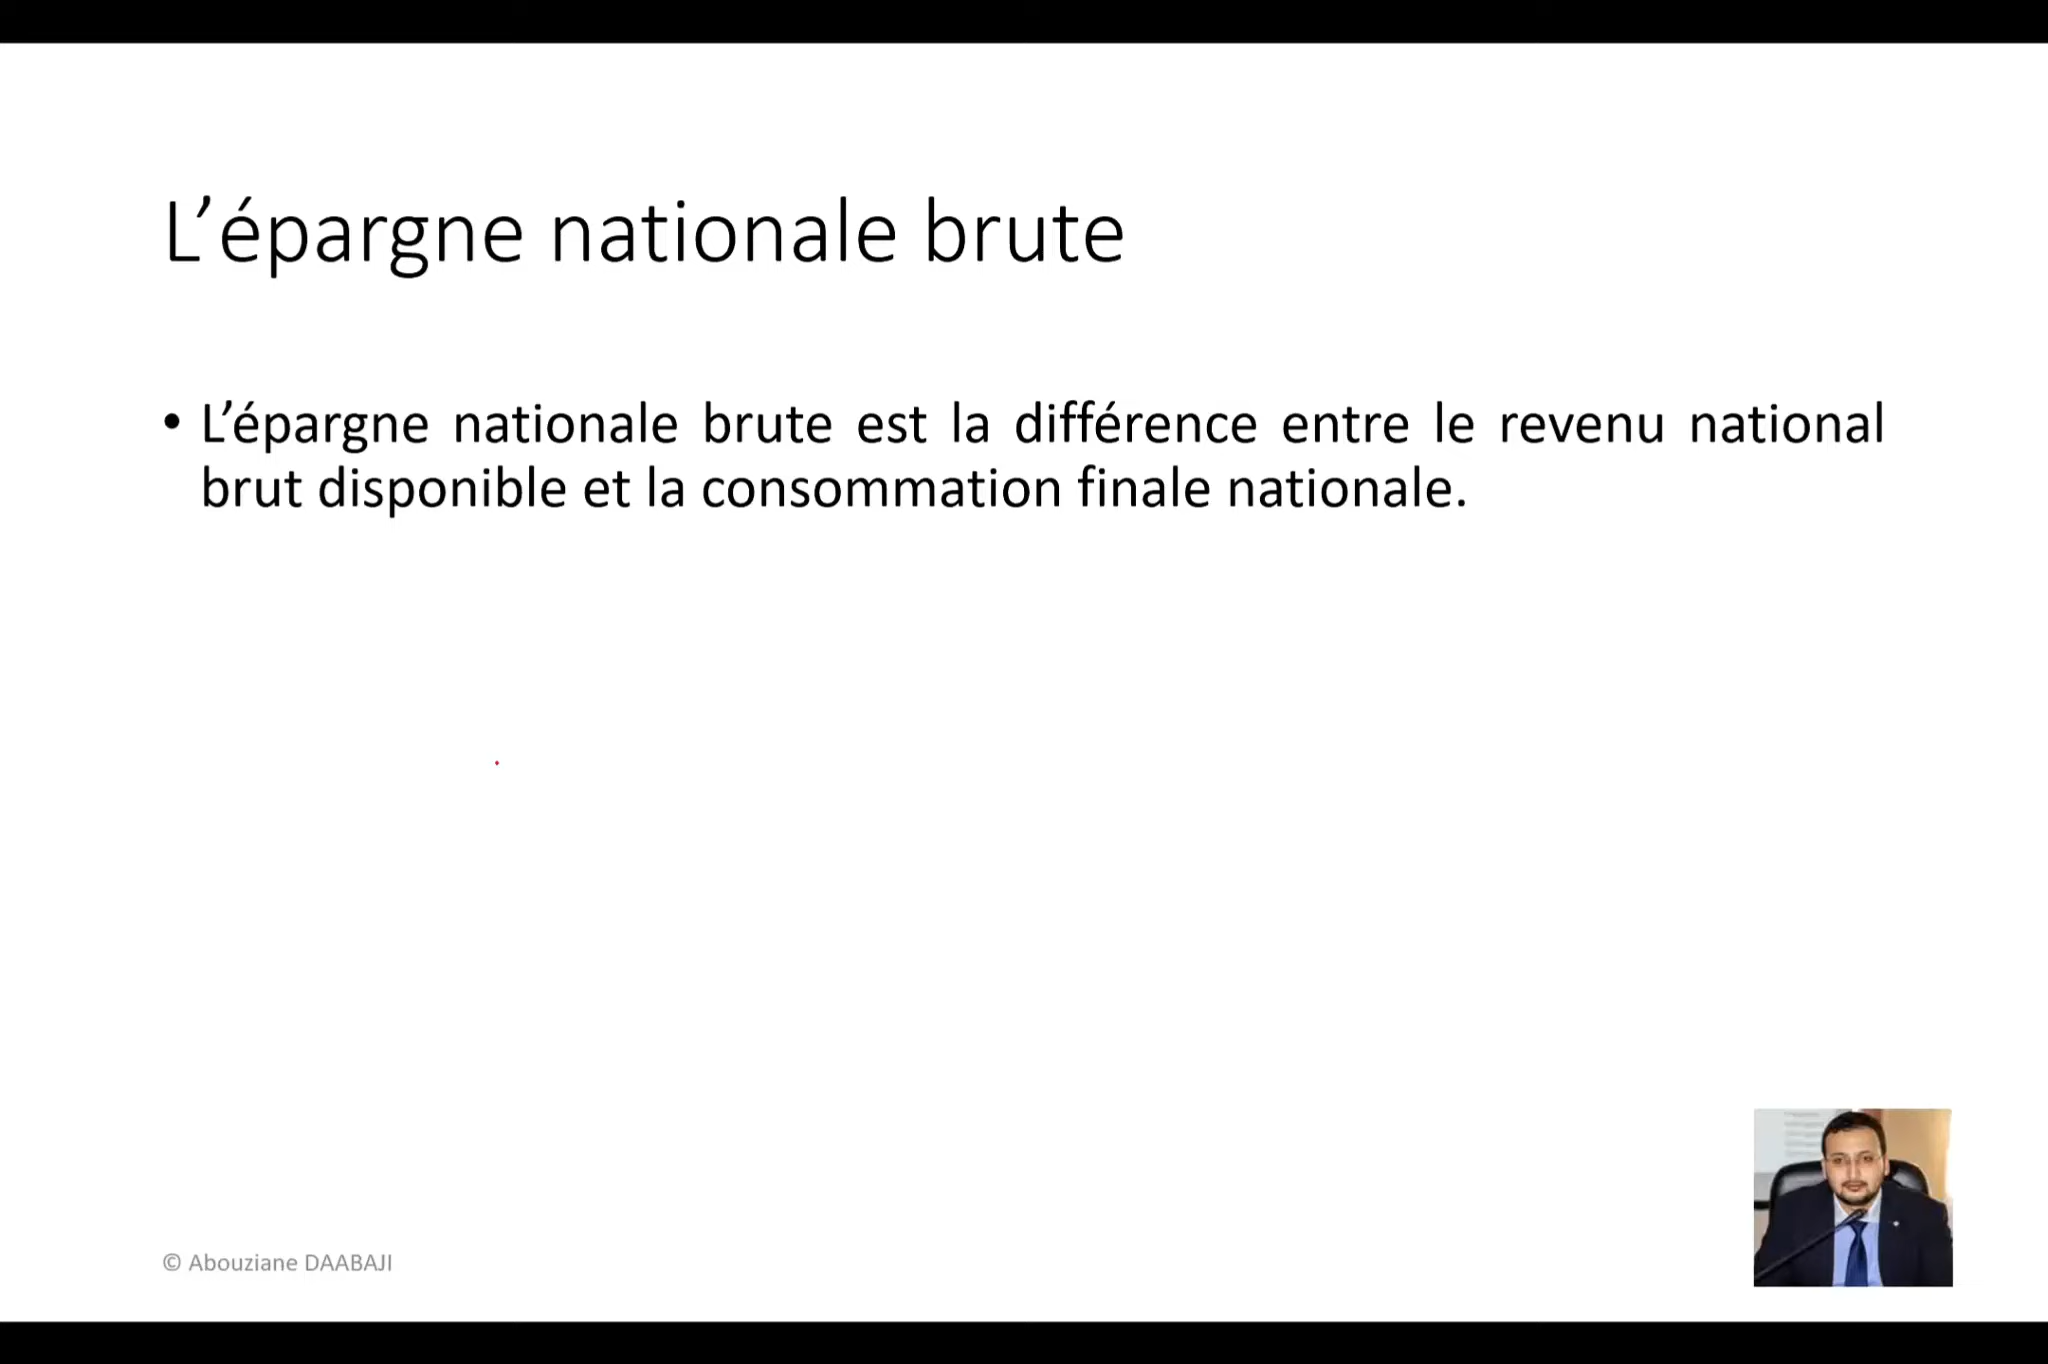 L’épargne nationale brute
• L’épargne nationale brute est la différence entre le revenu national
brut disponible et la consommation finale nationale.
© Abouziane DAABAJI